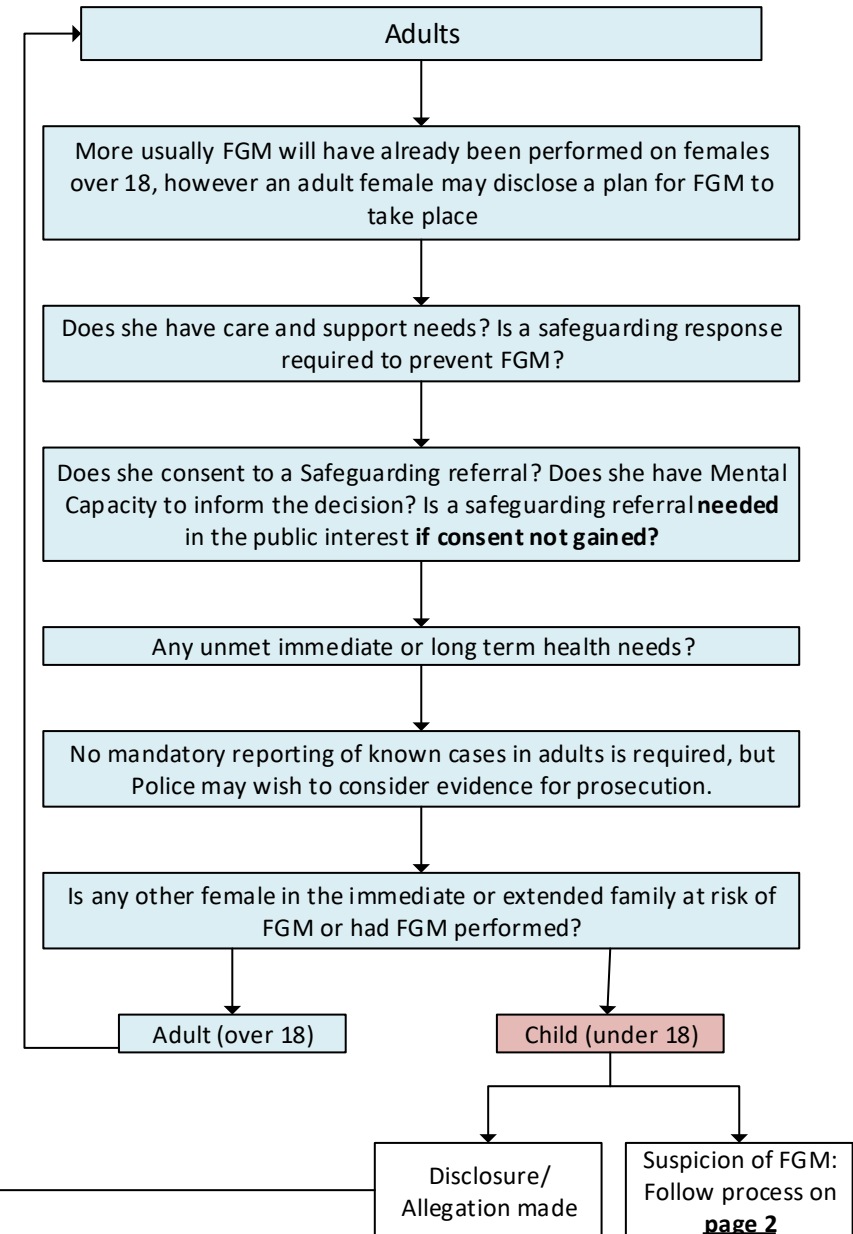 Adults
More usually FGM will have already been performed on females
over 18, however an adult female may disclose a plan for FGM to
take place
Does she have care and support needs? Is a safeguarding response
required to prevent FGM?
Does she consent to a Safeguarding referral? Does she have Mental
Capacity to inform the decision? Is a safeguarding referral needed
in the public interest if consent not gained?
Any unmet immediate or long term health needs?
No mandatory reporting of known cases in adults is required, but
Police may wish to consider evidence for prosecution.
Is any other female in the immediate or extended family at risk of
FGM or had FGM performed?
Adult (over 18)
Child (under 18)
Disclosure/
Allegation made
Suspicion of FGM:
Follow process on
page 2